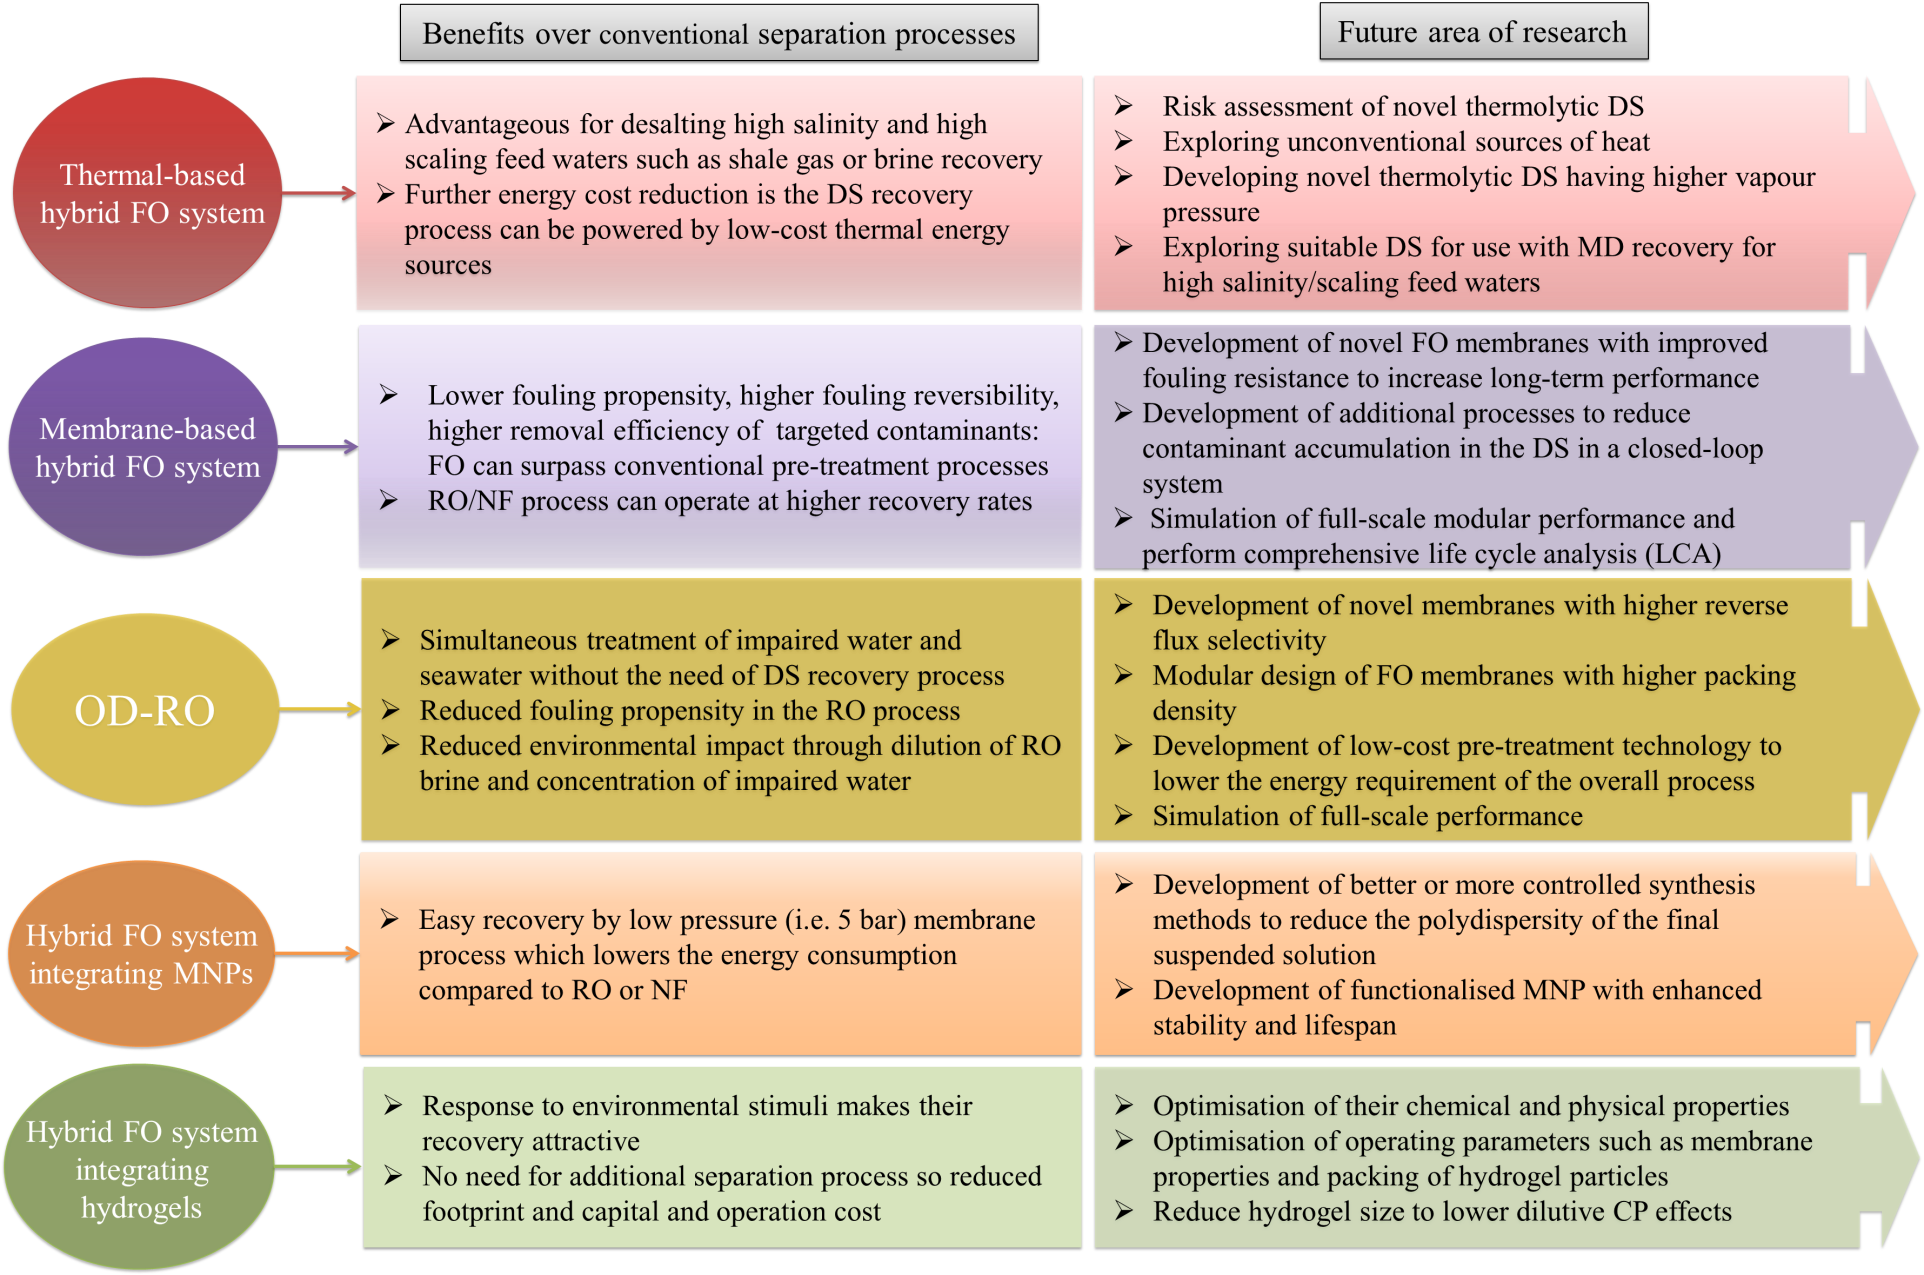 Benefits over conventional separation processes
Future area of research
Thermal-based
hybrid FO system
➢ Advantageous for desalting high salinity and high
scaling feed waters such as shale gas or brine recovery
➢ Further energy cost reduction is the DS recovery
process can be powered by low-cost thermal energy
sources
➢ Risk assessment of novel thermolytic DS
➢ Exploring unconventional sources of heat
➢ Developing novel thermolytic DS having higher vapour
pressure
➢ Exploring suitable DS for use with MD recovery for
high salinity/scaling feed waters
Membrane-based
hybrid FO system
➢ Lower fouling propensity, higher fouling reversibility,
higher removal efficiency of targeted contaminants:
FO can surpass conventional pre-treatment processes
➢ RO/NF process can operate at higher recovery rates
➢ Development of novel FO membranes with improved
fouling resistance to increase long-term performance
➢ Development of additional processes to reduce
contaminant accumulation in the DS in a closed-loop
system
➢ Simulation of full-scale modular performance and
perform comprehensive life cycle analysis (LCA)
OD-RO
➢ Simultaneous treatment of impaired water and
seawater without the need of DS recovery process
➢ Reduced fouling propensity in the RO process
➢ Reduced environmental impact through dilution of RO
brine and concentration of impaired water
➢ Development of novel membranes with higher reverse
flux selectivity
➢ Modular design of FO membranes with higher packing
density
➢ Development of low-cost pre-treatment technology to
lower the energy requirement of the overall process
➢ Simulation of full-scale performance
Hybrid FO system
integrating MNPs
➢ Easy recovery by low pressure (i.e. 5 bar) membrane
process which lowers the energy consumption
compared to RO or NF
➢ Development of better or more controlled synthesis
methods to reduce the polydispersity of the final
suspended solution
➢ Development of functionalised MNP with enhanced
stability and lifespan
Hybrid FO system
integrating
hydrogels
➢ Response to environmental stimuli makes their
recovery attractive
➢ No need for additional separation process so reduced
footprint and capital and operation cost
➢ Optimisation of their chemical and physical properties
➢ Optimisation of operating parameters such as membrane
properties and packing of hydrogel particles
➢ Reduce hydrogel size to lower dilutive CP effects